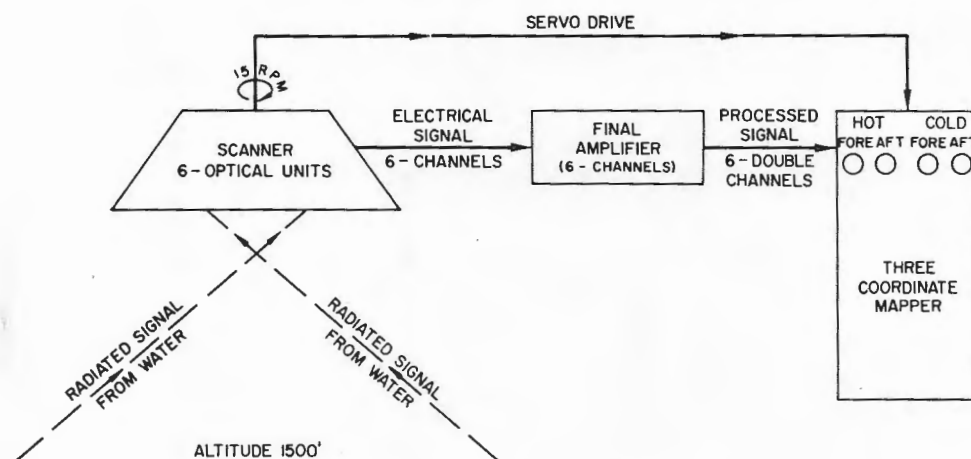 SERVO DRIVE
15 RPM
SCANNER
6-OPTICAL UNITS
ELECTRICAL
SIGNAL
6-CHANNELS
FINAL
AMPLIFIER
(6-CHANNELS)
PROCESSED
SIGNAL
6-DOUBLE
CHANNELS
HOT COLD
FORE AFT FORE AFT
THREE
COORDINATE
MAPPER
RADIATED SIGNAL
FROM WATER
RADIATED SIGNAL
FROM WATER
ALTITUDE 1500'